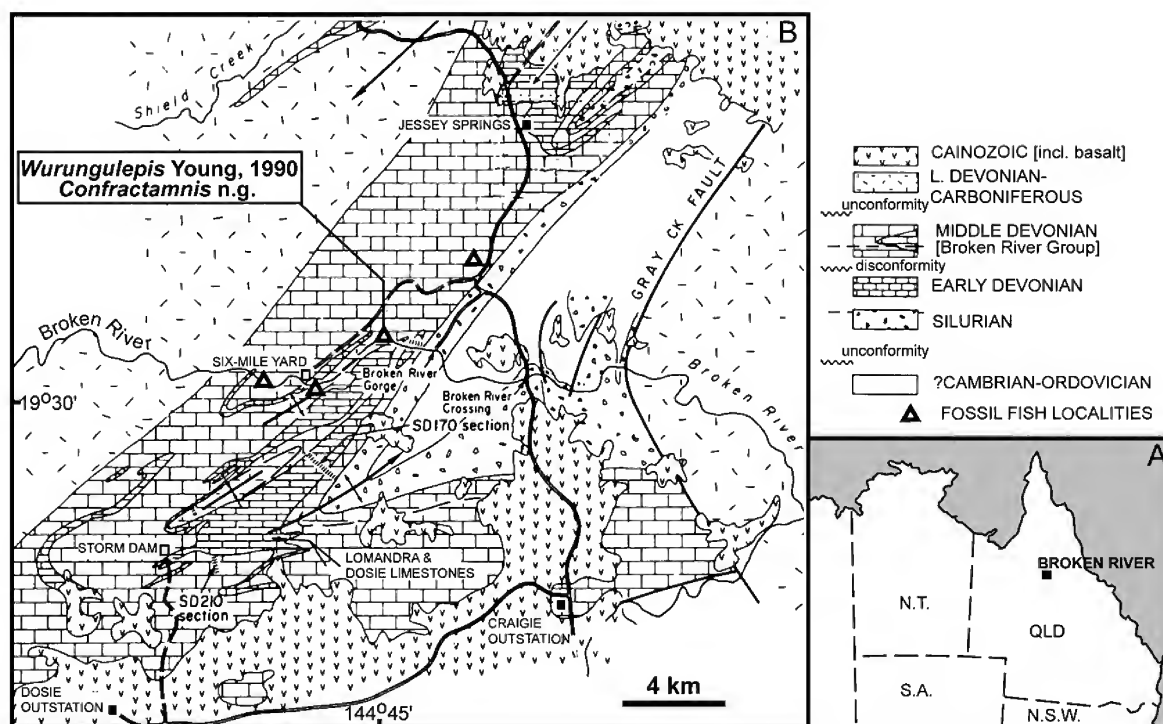 B
Shield Creek
JESSEY SPRINGS
Wurungulepis Young, 1990
Confractamnis n.g.
GRAY CK FAULT
Broken River
SIX-MILE YARD
Broken River
Gorge
Broken River
Crossing
SD170 section
Broken River
19°30'
STORM DAM
LOMANDRA &
DOSIE LIMESTONES
SD210
section
CRAIGIE
OUTSTATION
4 km
DOSIE
OUTSTATION
144°45'
CAINOZOIC [incl. basalt]
L. DEVONIAN-
CARBONIFEROUS
unconformity
MIDDLE DEVONIAN
[Broken River Group]
disconformity
EARLY DEVONIAN
SILURIAN
unconformity
?CAMBRIAN-ORDOVICIAN
FOSSIL FISH LOCALITIES
A
BROKEN RIVER
N.T.
QLD
S.A.
N.S.W.